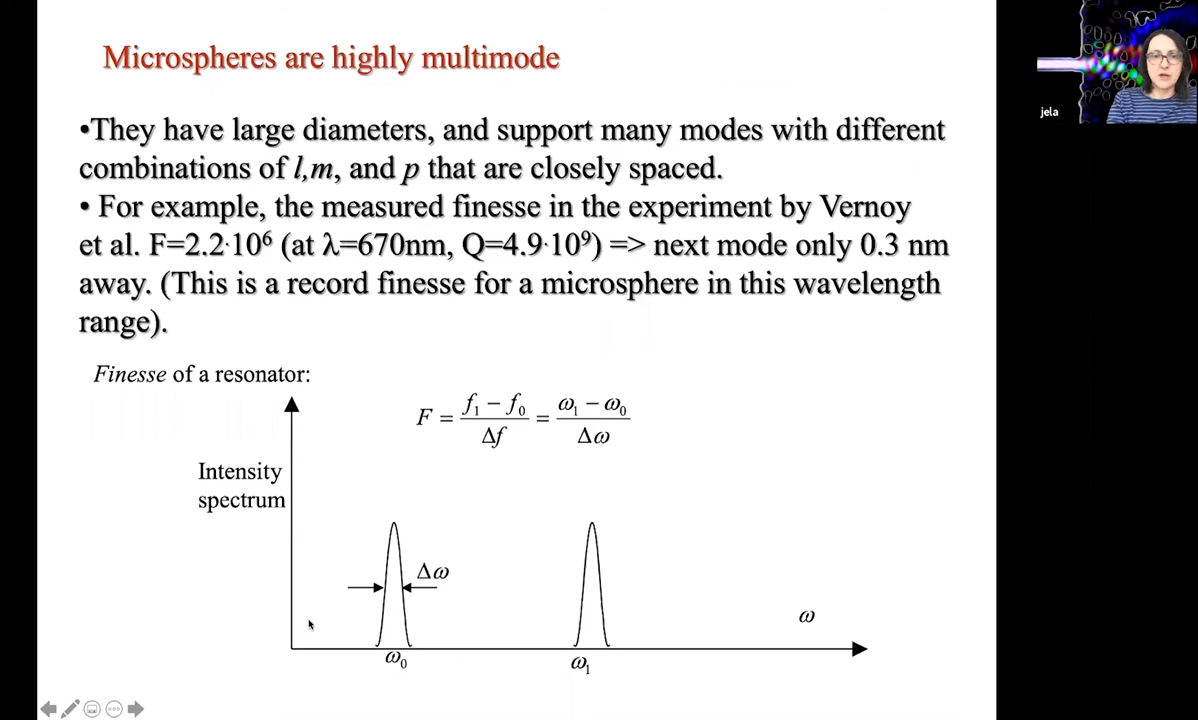 Microspheres are highly multimode
•They have large diameters, and support many modes with different
combinations of l,m, and p that are closely spaced.
• For example, the measured finesse in the experiment by Vernoy
et al. F=2.2·10⁶ (at λ=670nm, Q=4.9·10⁹) => next mode only 0.3 nm
away. (This is a record finesse for a microsphere in this wavelength
range).
Finesse of a resonator:
F = (f₁ − f₀)/Δf = (ω₁ − ω₀)/Δω
Intensity
spectrum
Δω
ω
ω₀
ω₁
jela